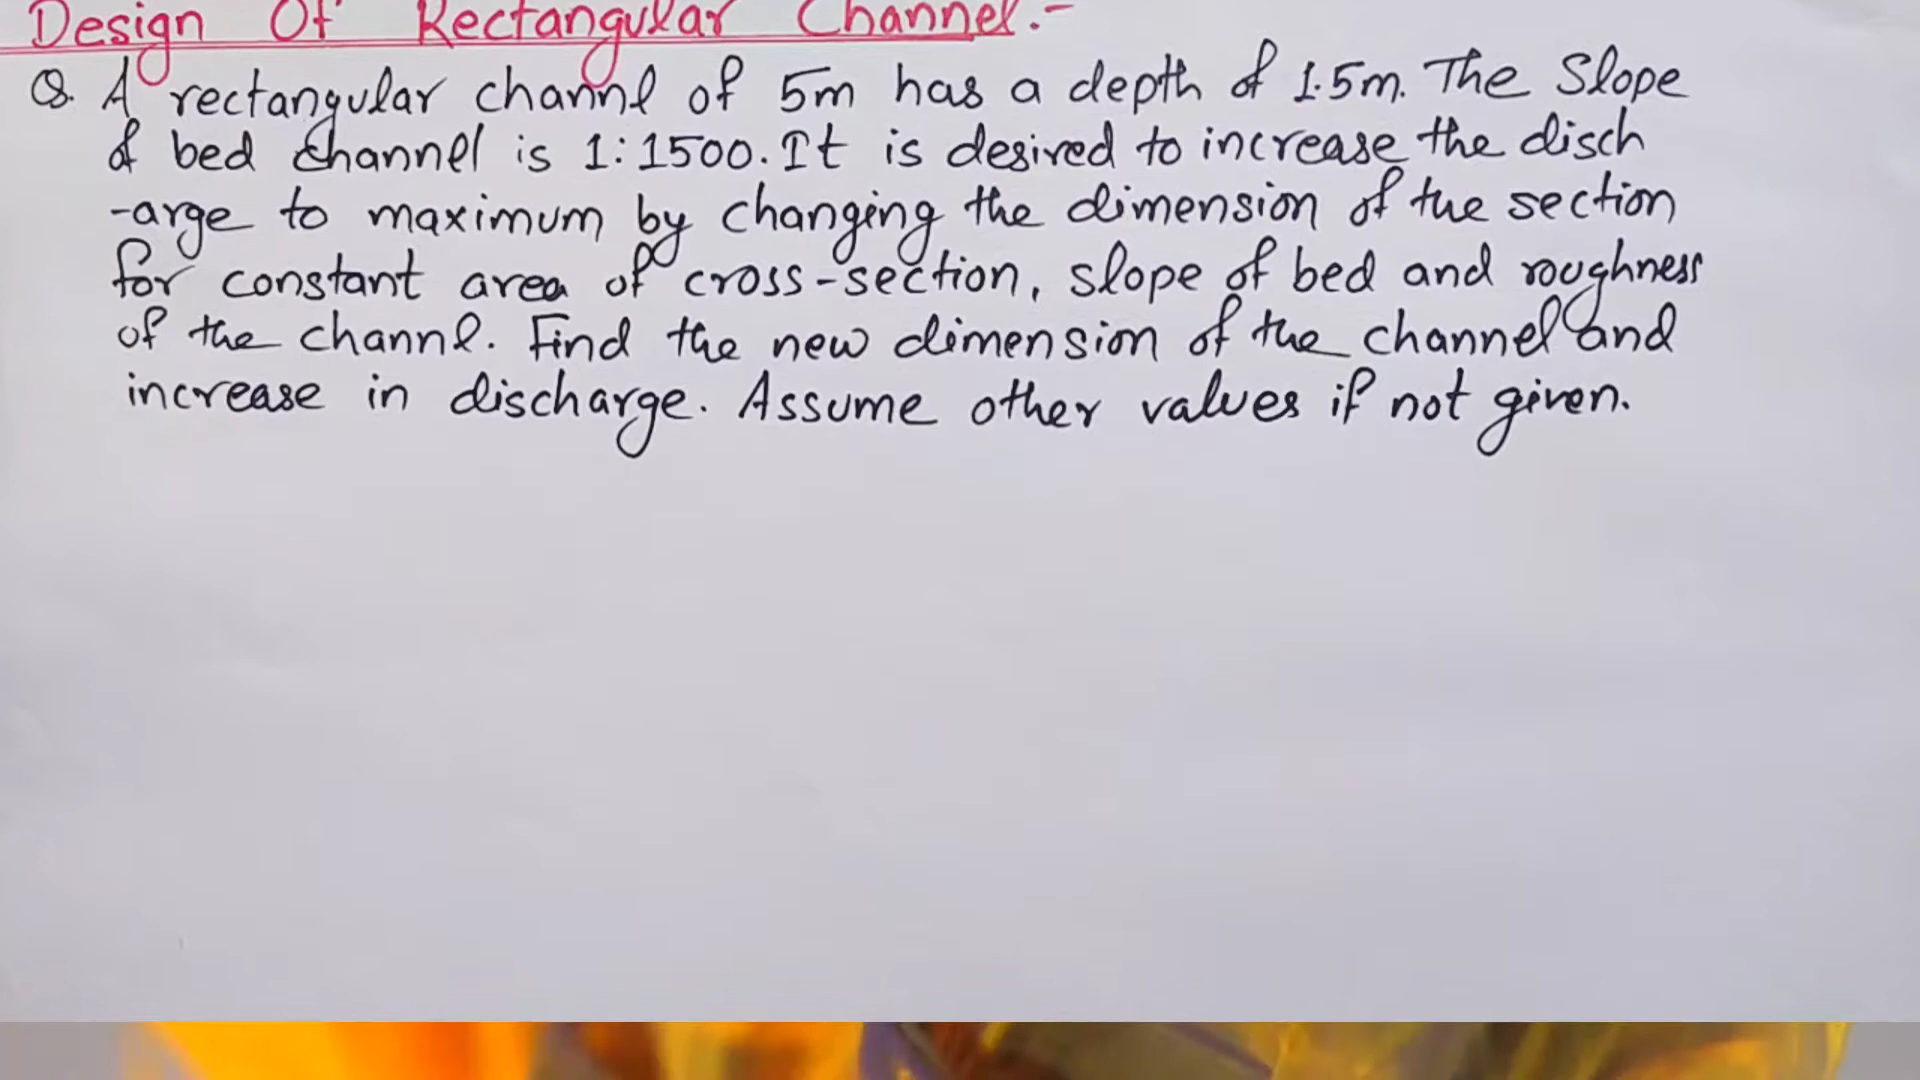 Design Of Rectangular Channel:-
Q. A rectangular channl of 5m has a depth of 1.5m. The Slope
of bed channel is 1:1500. It is desired to increase the disch
-arge to maximum by changing the dimension of the section
for constant area of cross-section, slope of bed and roughness
of the channl. Find the new dimension of the channel and
increase in discharge. Assume other values if not given.